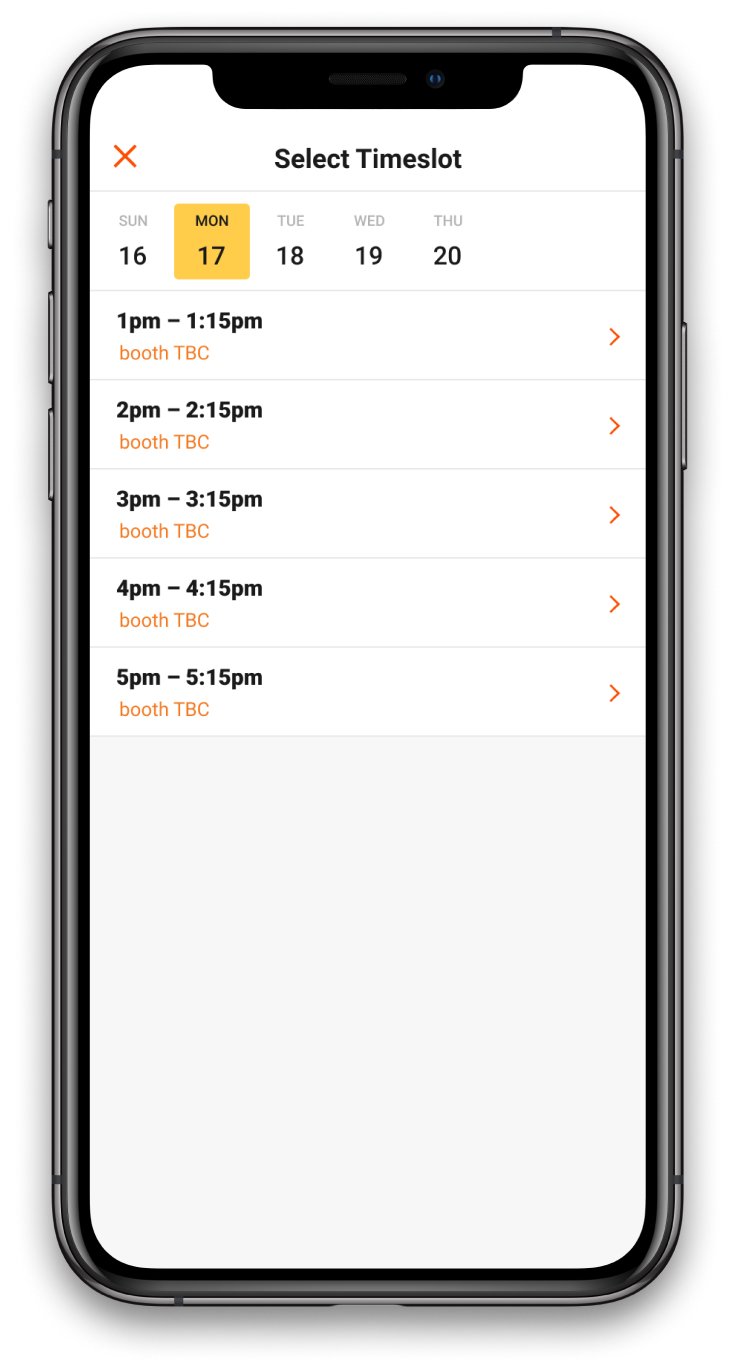 Select Timeslot
SUN MON TUE WED THU
16 17 18 19 20
1pm – 1:15pm
booth TBC
2pm – 2:15pm
booth TBC
3pm – 3:15pm
booth TBC
4pm – 4:15pm
booth TBC
5pm – 5:15pm
booth TBC